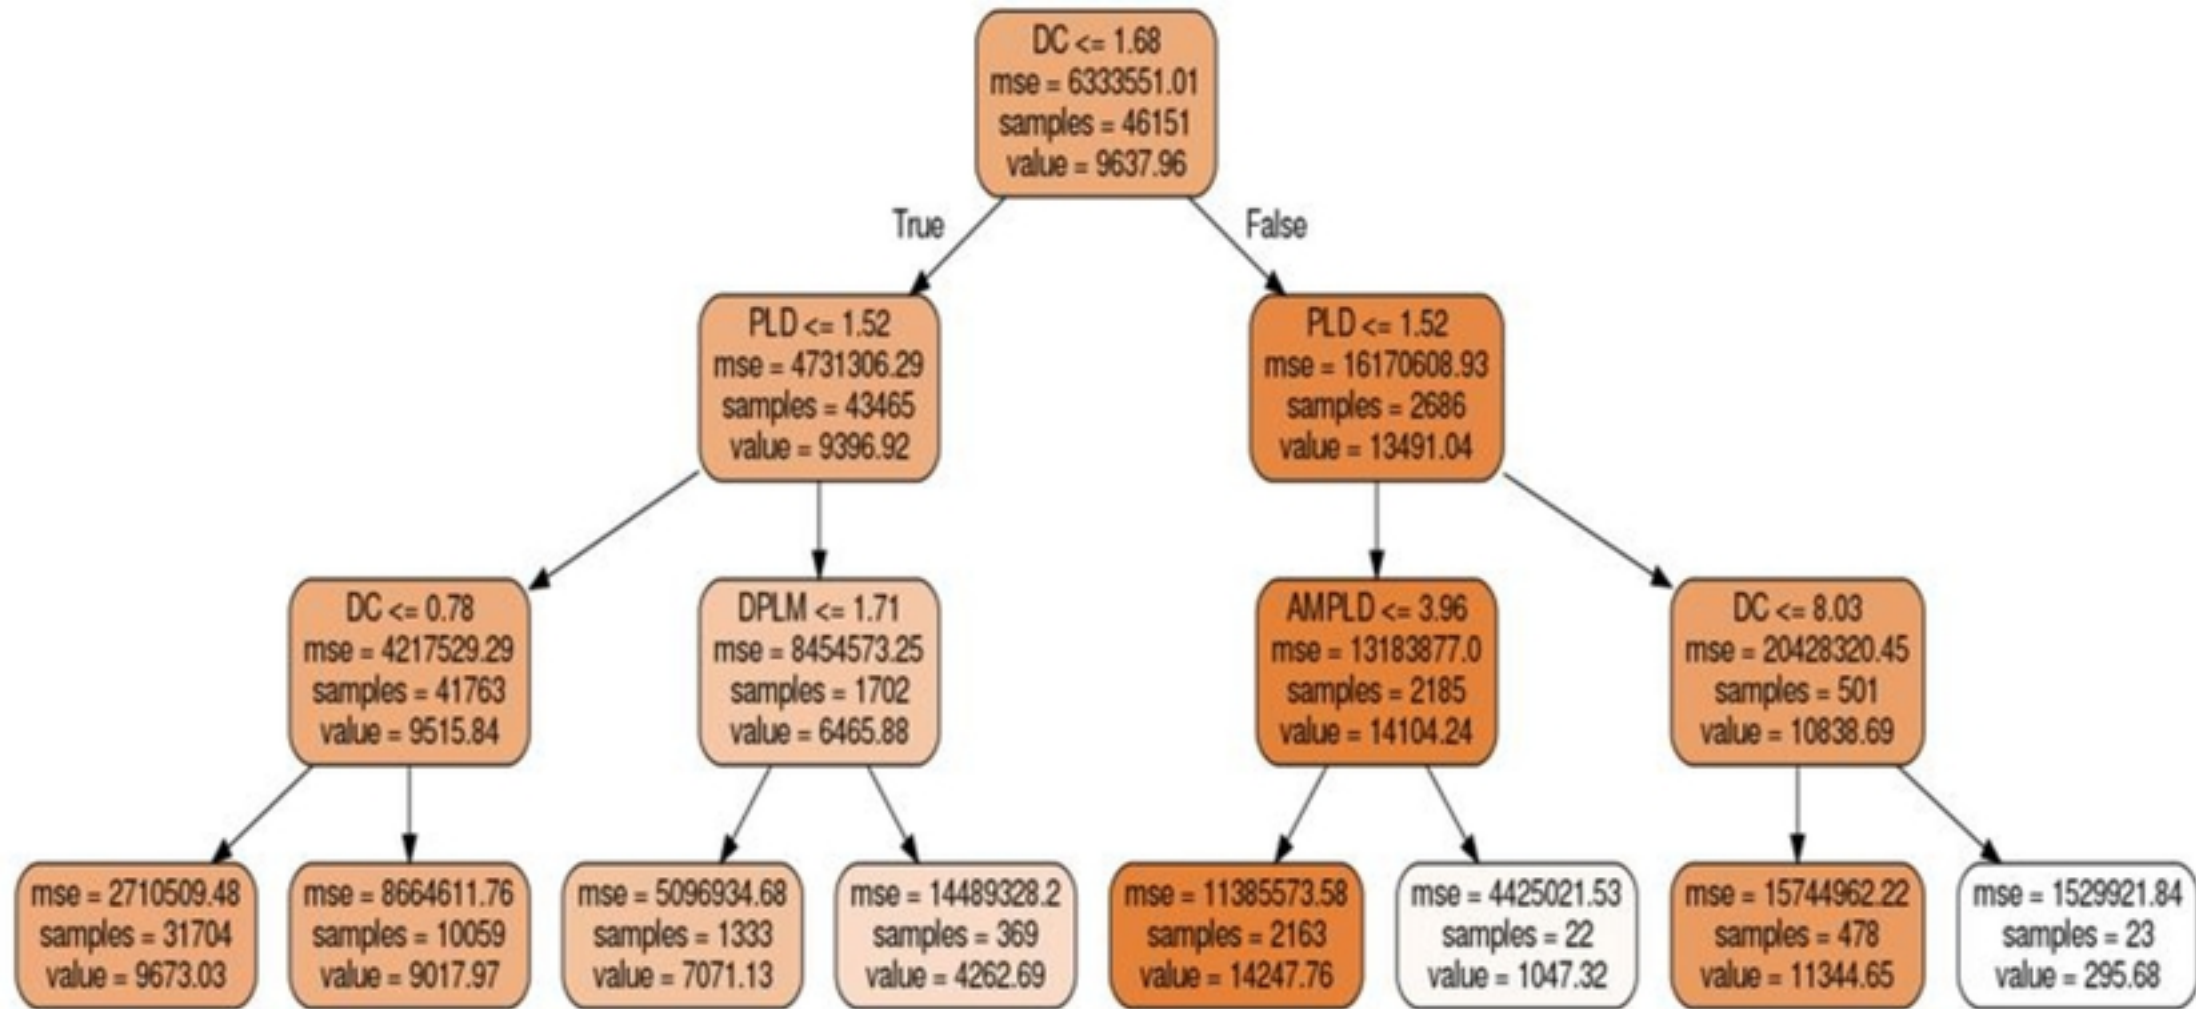 DC <= 1.68
mse = 6333551.01
samples = 46151
value = 9637.96
True
False
PLD <= 1.52
mse = 4731306.29
samples = 43465
value = 9396.92
PLD <= 1.52
mse = 16170608.93
samples = 2686
value = 13491.04
DC <= 0.78
mse = 4217529.29
samples = 41763
value = 9515.84
DPLM <= 1.71
mse = 8454573.25
samples = 1702
value = 6465.88
AMPLD <= 3.96
mse = 13183877.0
samples = 2185
value = 14104.24
DC <= 8.03
mse = 20428320.45
samples = 501
value = 10838.69
mse = 2710509.48
samples = 31704
value = 9673.03
mse = 8664611.76
samples = 10059
value = 9017.97
mse = 5096934.68
samples = 1333
value = 7071.13
mse = 14489328.2
samples = 369
value = 4262.69
mse = 11385573.58
samples = 2163
value = 14247.76
mse = 4425021.53
samples = 22
value = 1047.32
mse = 15744962.22
samples = 478
value = 11344.65
mse = 1529921.84
samples = 23
value = 295.68